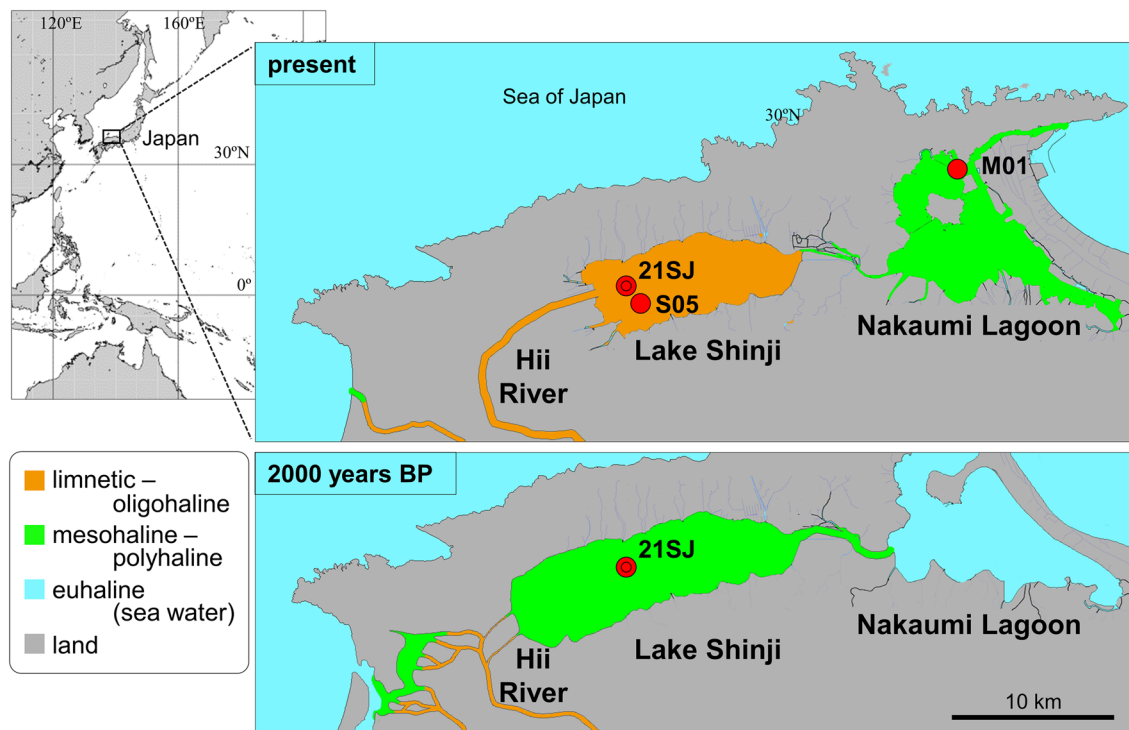 120ºE
160ºE
Japan
30ºN
0º
present
Sea of Japan
30ºN
M01
21SJ
S05
Nakaumi Lagoon
Lake Shinji
Hii
River
limnetic –
oligohaline
mesohaline –
polyhaline
euhaline
(sea water)
land
2000 years BP
21SJ
Nakaumi Lagoon
Lake Shinji
Hii
River
10 km